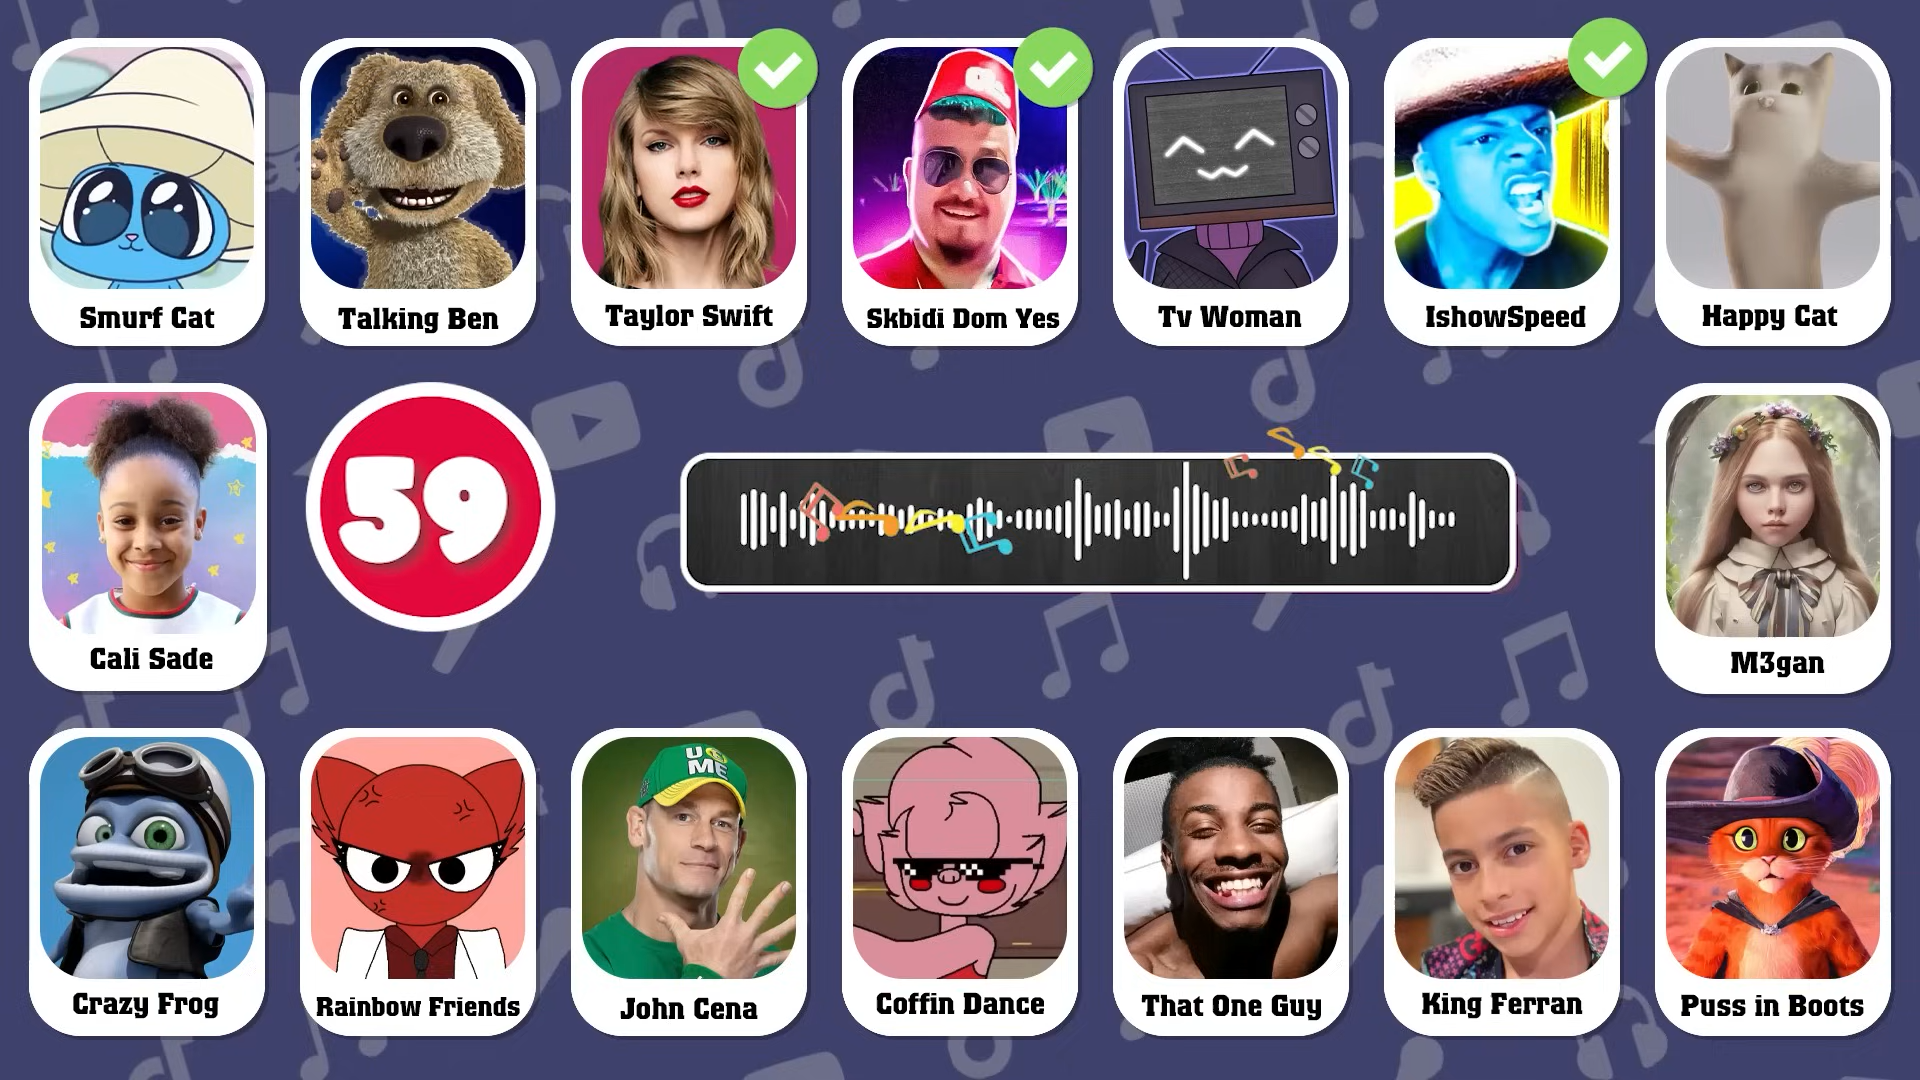 Smurf Cat
Talking Ben
Taylor Swift
Skbidi Dom Yes
Tv Woman
IshowSpeed
Happy Cat
Cali Sade
59
M3gan
U C ME
Crazy Frog
Rainbow Friends
John Cena
Coffin Dance
That One Guy
King Ferran
Puss in Boots